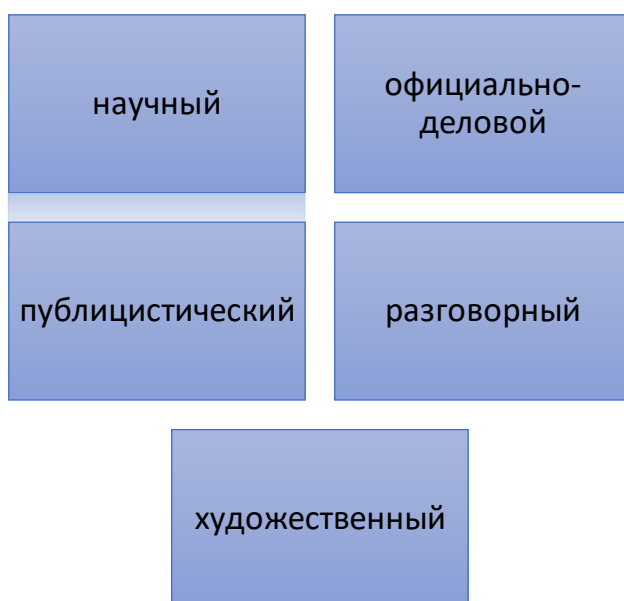 научный
официально-
деловой
публицистический
разговорный
художественный